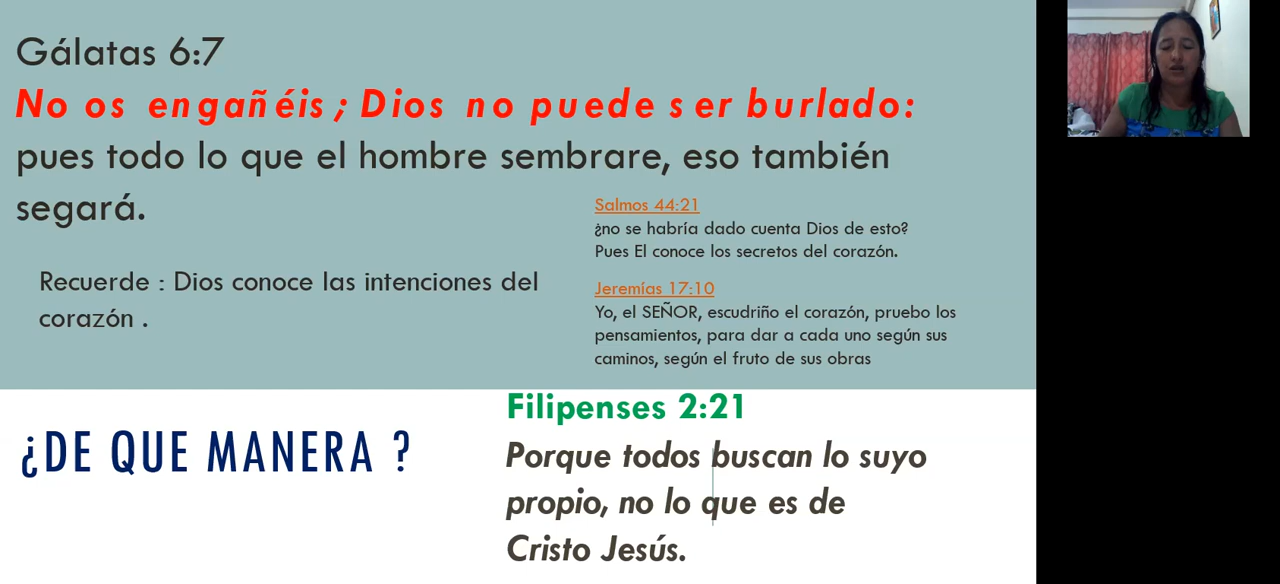 Gálatas 6:7
No os engañéis; Dios no puede ser burlado:
pues todo lo que el hombre sembrare, eso también
segará.
Recuerde : Dios conoce las intenciones del
corazón .
Salmos 44:21
¿no se habría dado cuenta Dios de esto?
Pues El conoce los secretos del corazón.
Jeremías 17:10
Yo, el SEÑOR, escudriño el corazón, pruebo los
pensamientos, para dar a cada uno según sus
caminos, según el fruto de sus obras
¿DE QUE MANERA ?
Filipenses 2:21
Porque todos buscan lo suyo
propio, no lo que es de
Cristo Jesús.